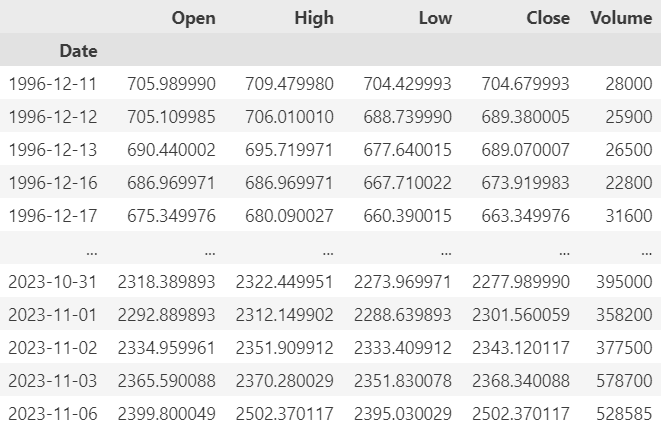 Open High Low Close Volume
Date
1996-12-11 705.989990 709.479980 704.429993 704.679993 28000
1996-12-12 705.109985 706.010010 688.739990 689.380005 25900
1996-12-13 690.440002 695.719971 677.640015 689.070007 26500
1996-12-16 686.969971 686.969971 667.710022 673.919983 22800
1996-12-17 675.349976 680.090027 660.390015 663.349976 31600
... ... ... ... ... ...
2023-10-31 2318.389893 2322.449951 2273.969971 2277.989990 395000
2023-11-01 2292.889893 2312.149902 2288.639893 2301.560059 358200
2023-11-02 2334.959961 2351.909912 2333.409912 2343.120117 377500
2023-11-03 2365.590088 2370.280029 2351.830078 2368.340088 578700
2023-11-06 2399.800049 2502.370117 2395.030029 2502.370117 528585